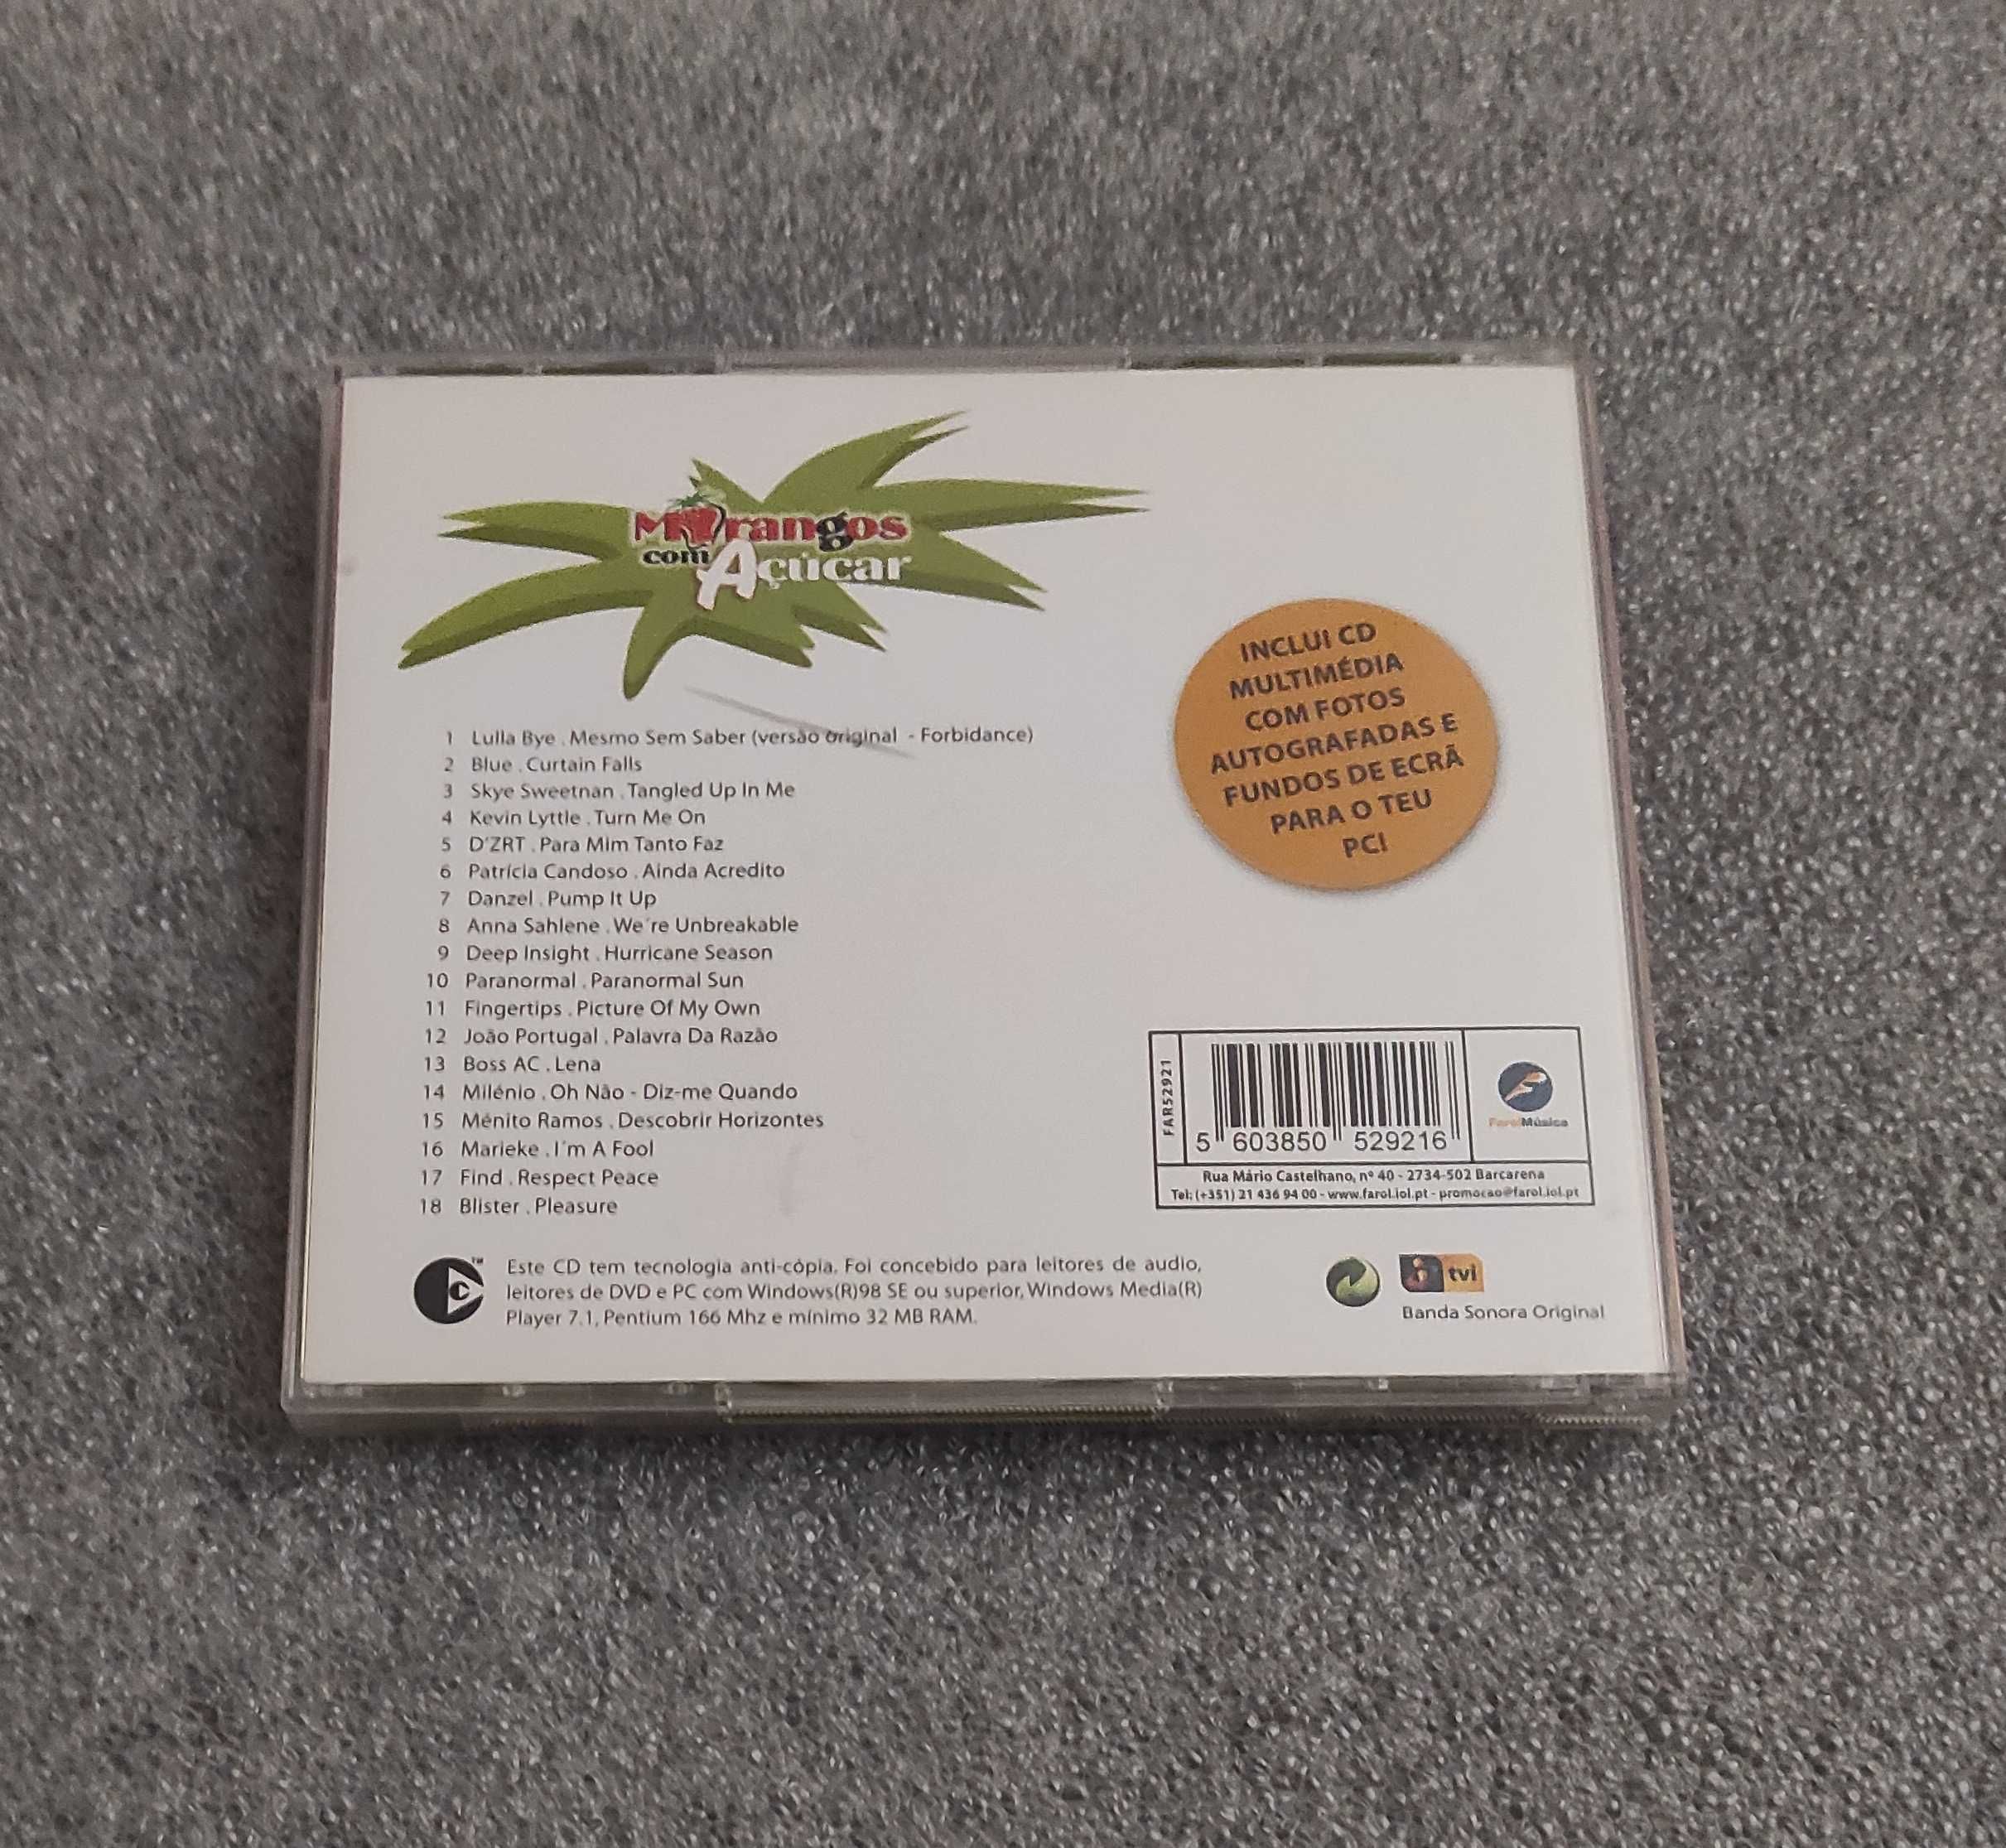 Morangos
com Açúcar
INCLUI CD
MULTIMÉDIA
COM FOTOS
AUTOGRAFADAS E
FUNDOS DE ECRÃ
PARA O TEU
PC!
1 Lulla Bye . Mesmo Sem Saber (versão original - Forbidance)
2 Blue . Curtain Falls
3 Skye Sweetnan . Tangled Up In Me
4 Kevin Lyttle . Turn Me On
5 D'ZRT . Para Mim Tanto Faz
6 Patrícia Candoso . Ainda Acredito
7 Danzel . Pump It Up
8 Anna Sahlene . We´re Unbreakable
9 Deep Insight . Hurricane Season
10 Paranormal . Paranormal Sun
11 Fingertips . Picture Of My Own
12 João Portugal . Palavra Da Razão
13 Boss AC . Lena
14 Milénio . Oh Não - Diz-me Quando
15 Ménito Ramos . Descobrir Horizontes
16 Marieke . I´m A Fool
17 Find . Respect Peace
18 Blister . Pleasure
FAR52921
5 603850 529216
FarolMúsica
Rua Mário Castelhano, nº 40 - 2734-502 Barcarena
Tel: (+351) 21 436 94 00 - www.farol.iol.pt - promocao@farol.iol.pt
C TM
Este CD tem tecnologia anti-cópia. Foi concebido para leitores de audio,
leitores de DVD e PC com Windows(R)98 SE ou superior, Windows Media(R)
Player 7.1, Pentium 166 Mhz e mínimo 32 MB RAM.
tvi
Banda Sonora Original